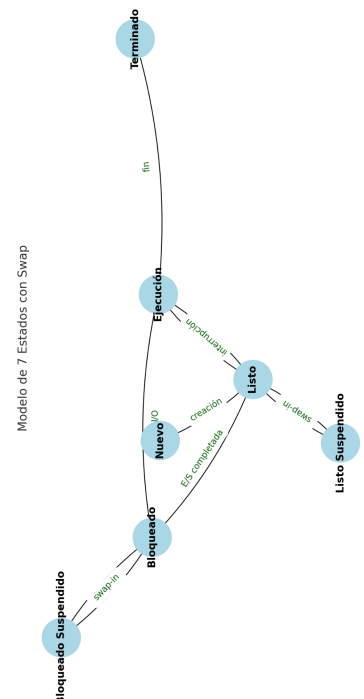 Modelo de 7 Estados con Swap
Terminado
fin
Ejecución
interrupción
Listo
creación
I/O
Nuevo
swap-in
Listo Suspendido
E/S completada
Bloqueado
swap-in
loqueado Suspendido